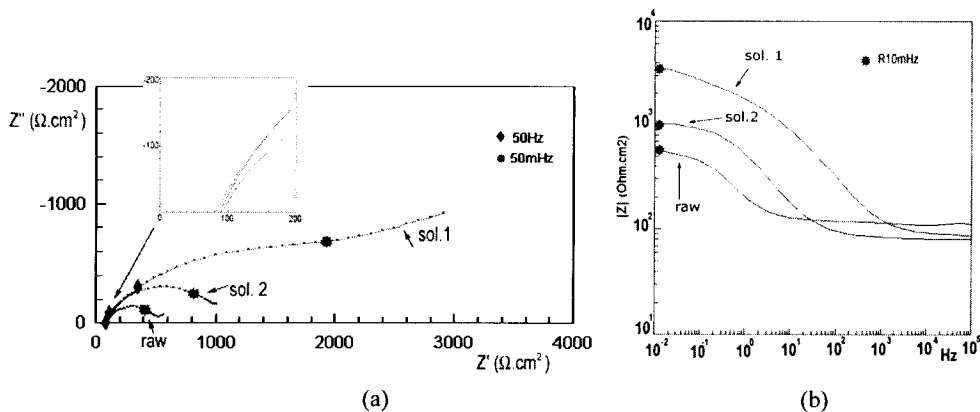 -2000
Z" (Ω.cm²)
-1000
0
-200
-100
0
0
100
200
50Hz
50mHz
sol.1
sol. 2
raw
0
1000
2000
3000
4000
Z' (Ω.cm²)
(a)
10⁴
10³
10²
10¹
|Z| (Ohm.cm2)
sol. 1
R10mHz
sol.2
raw
10⁻²
10⁻¹
10⁰
10¹
10²
10³
10⁴
10⁵
Hz
(b)